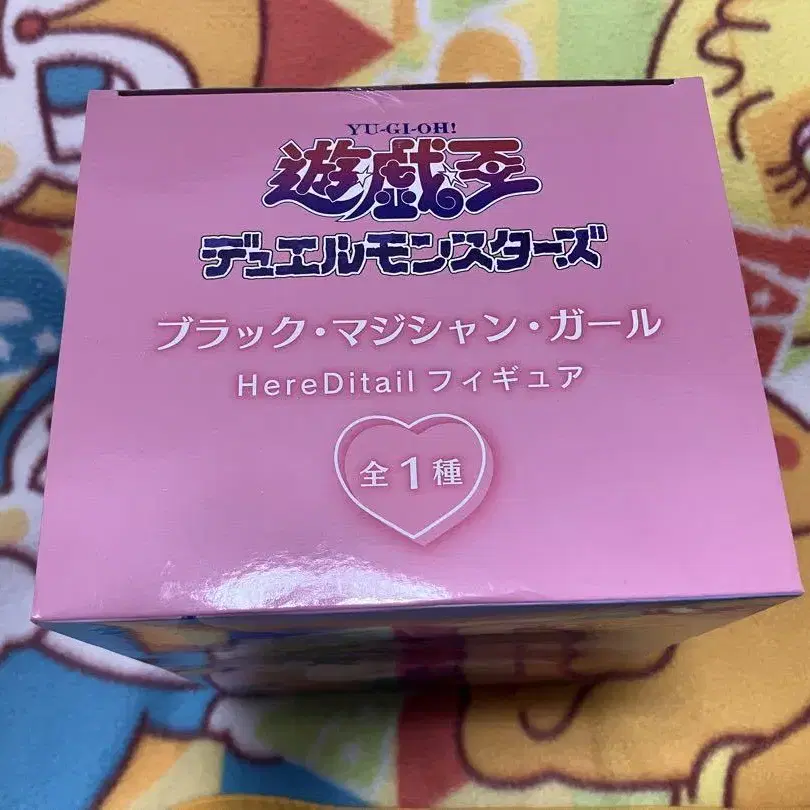 YU-GI-OH!
遊☆戯☆王
デュエルモンスターズ
ブラック・マジシャン・ガール
HereDitail フィギュア
全1種